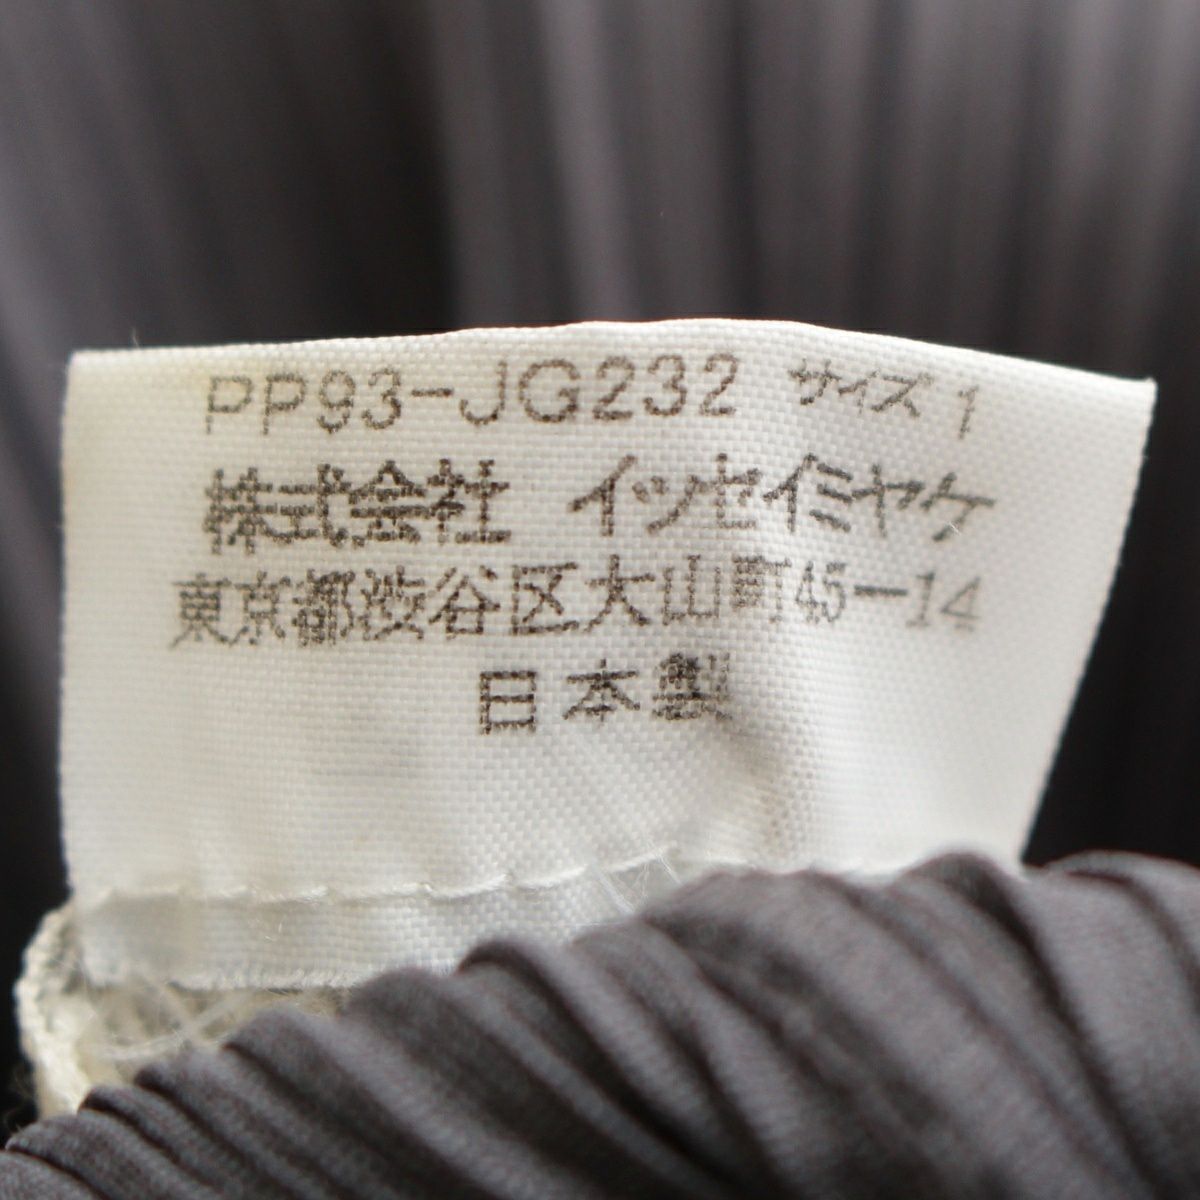 PP93-JG232 サイズ 1
株式会社 イッセイミヤケ
東京都渋谷区大山町45-14
日本製